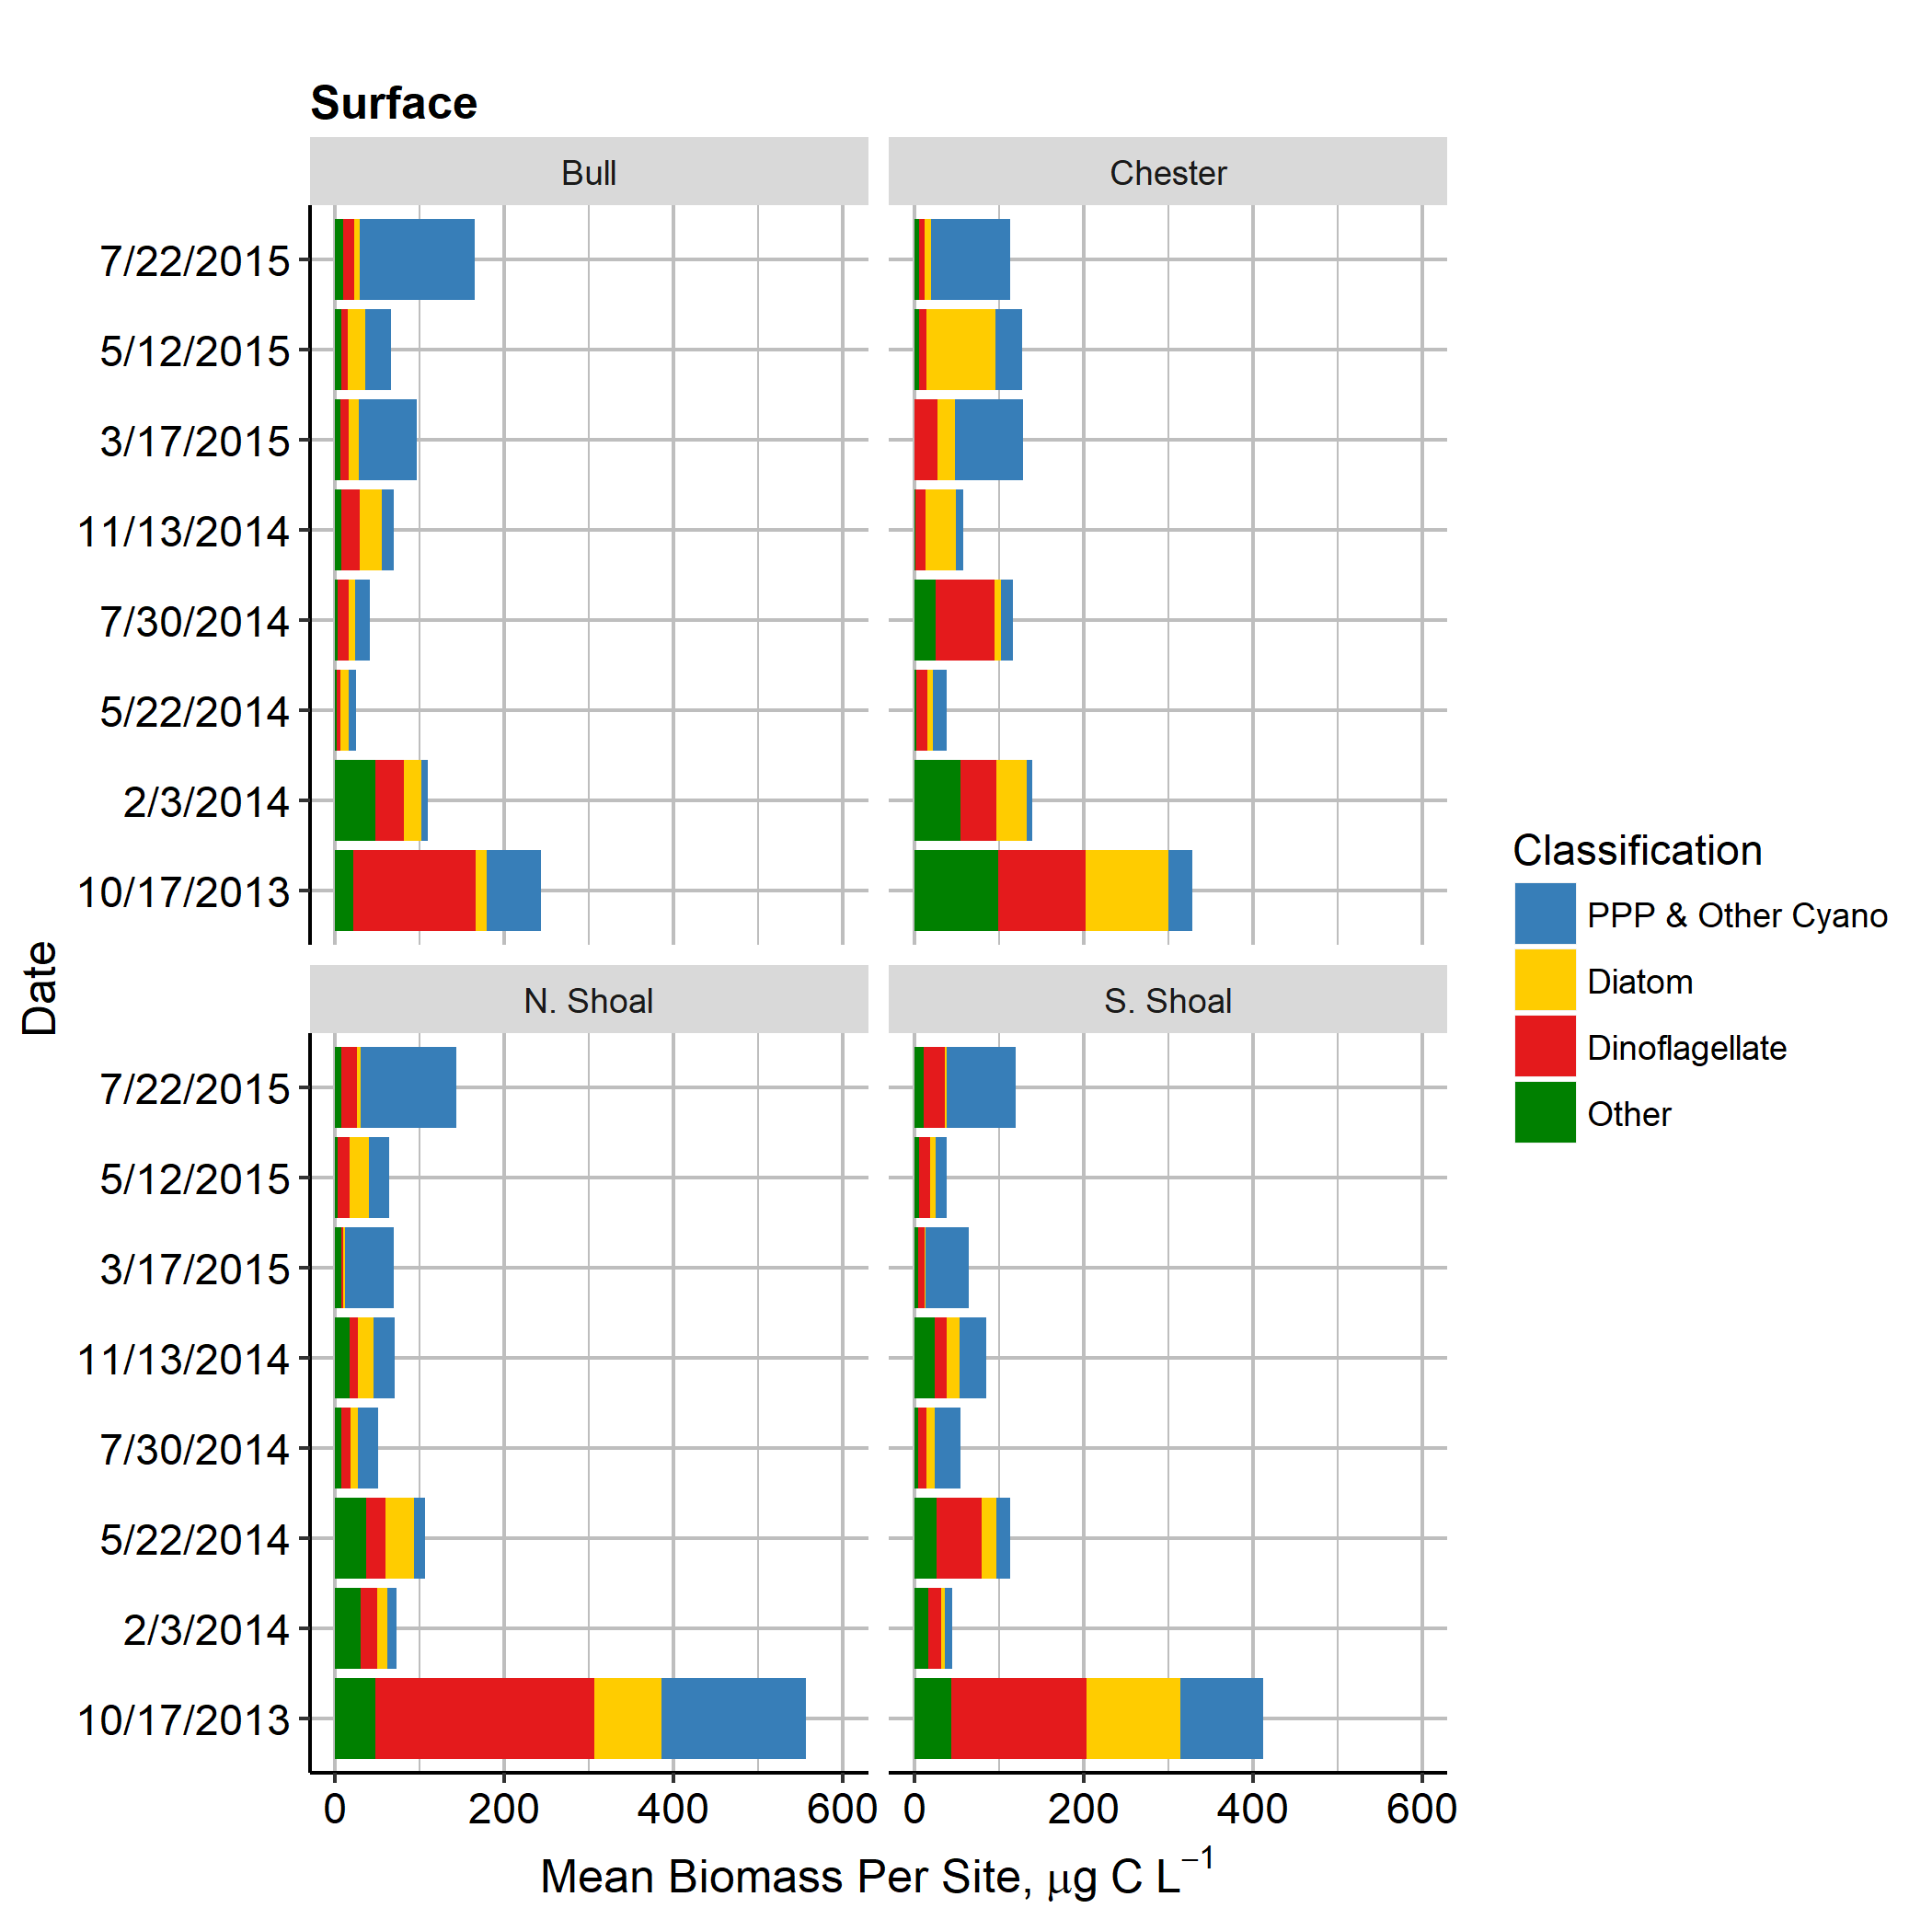 Surface
Bull
Chester
7/22/2015
5/12/2015
3/17/2015
11/13/2014
7/30/2014
5/22/2014
2/3/2014
10/17/2013
N. Shoal
S. Shoal
7/22/2015
5/12/2015
3/17/2015
11/13/2014
7/30/2014
5/22/2014
2/3/2014
10/17/2013
0 200 400 600
0 200 400 600
Mean Biomass Per Site, μg C L⁻¹
Date
Classification
PPP & Other Cyano
Diatom
Dinoflagellate
Other